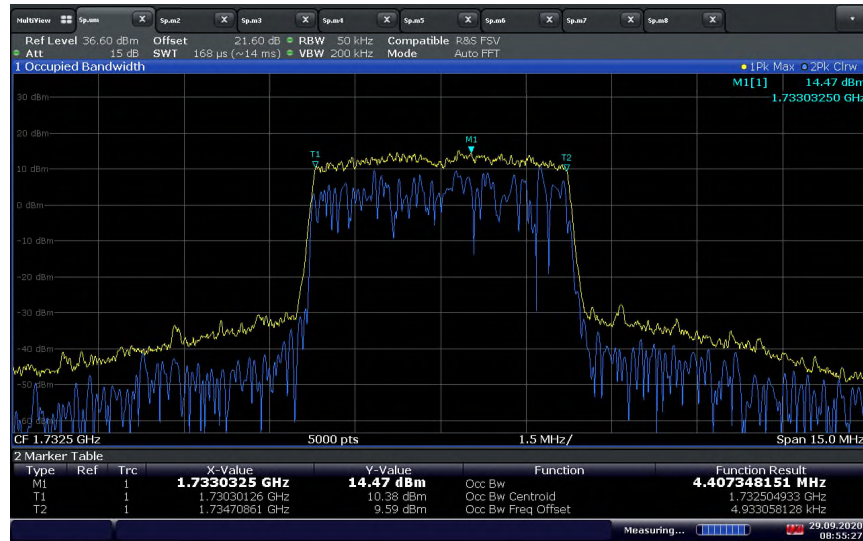 MultiView Sp.um X Sp.m2 X Sp.m3 X Sp.m4 X Sp.m5 X Sp.m6 X Sp.m7 X Sp.m8 X
Ref Level 36.60 dBm Offset 21.60 dB RBW 50 kHz Compatible R&S FSV
Att 15 dB SWT 168 µs (~14 ms) VBW 200 kHz Mode Auto FFT
1 Occupied Bandwidth 1Pk Max 2Pk Clrw
M1[1] 14.47 dBm
1.73303250 GHz
30 dBm
20 dBm
M1
T1 T2
10 dBm
0 dBm
-10 dBm
-20 dBm
-30 dBm
-40 dBm
-50 dBm
-60 dBm
CF 1.7325 GHz 5000 pts 1.5 MHz/ Span 15.0 MHz
2 Marker Table
Type Ref Trc X-Value Y-Value Function Function Result
M1 1 1.7330325 GHz 14.47 dBm Occ Bw 4.407348151 MHz
T1 1 1.73030126 GHz 10.38 dBm Occ Bw Centroid 1.732504933 GHz
T2 1 1.73470861 GHz 9.59 dBm Occ Bw Freq Offset 4.933058128 kHz
Measuring... 29.09.2020
08:55:27